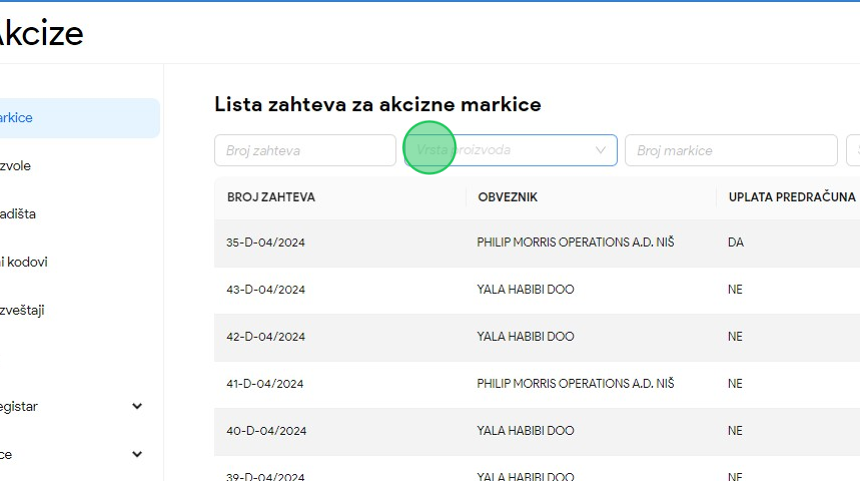 Akcize
arkice
zvole
adišta
i kodovi
zveštaji
egistar
ce
Lista zahteva za akcizne markice
Broj zahteva
Vrsta proizvoda
Broj markice
BROJ ZAHTEVA OBVEZNIK UPLATA PREDRAČUNA
35-D-04/2024 PHILIP MORRIS OPERATIONS A.D. NIŠ DA
43-D-04/2024 YALA HABIBI DOO NE
42-D-04/2024 YALA HABIBI DOO NE
41-D-04/2024 PHILIP MORRIS OPERATIONS A.D. NIŠ NE
40-D-04/2024 YALA HABIBI DOO NE
39-D-04/2024 YALA HABIBI DOO NE